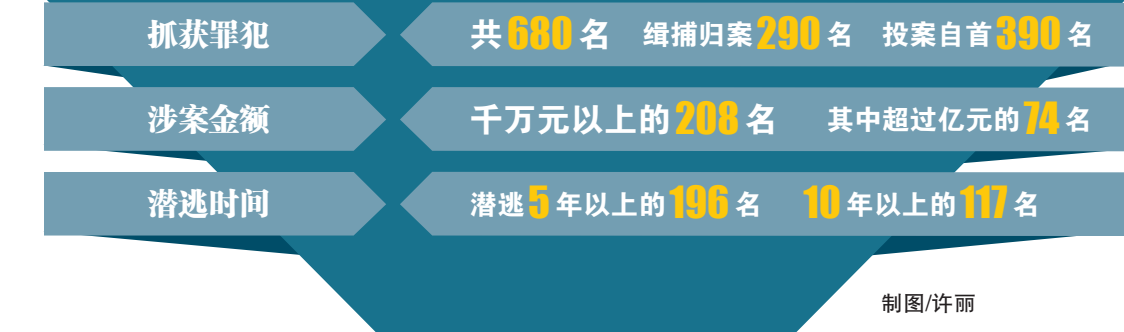 抓获罪犯 共680名 缉捕归案290名 投案自首390名
涉案金额 千万元以上的208名 其中超过亿元的74名
潜逃时间 潜逃5年以上的196名 10年以上的117名
制图/许丽